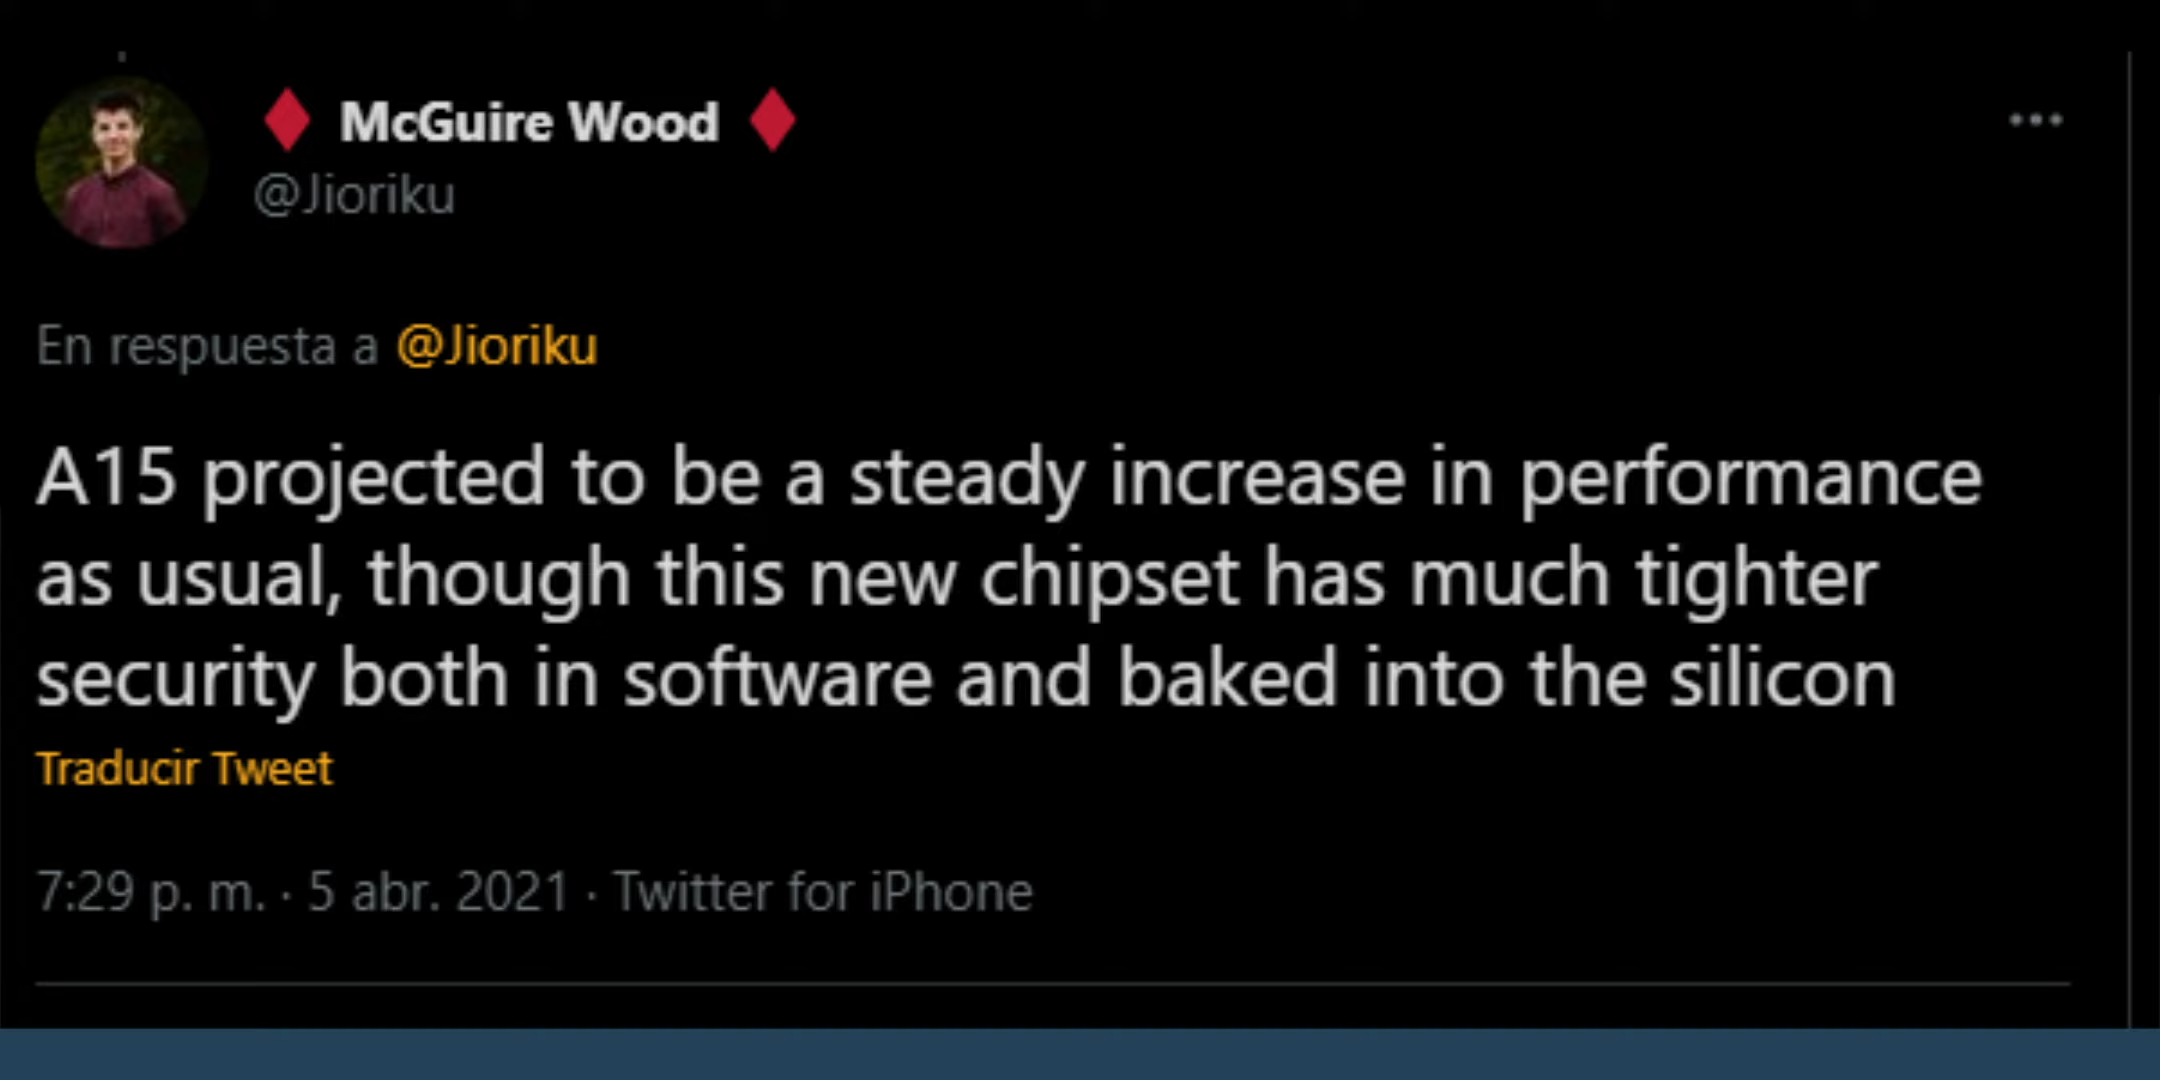 McGuire Wood
@Jioriku
En respuesta a @Jioriku
A15 projected to be a steady increase in performance
as usual, though this new chipset has much tighter
security both in software and baked into the silicon
Traducir Tweet
7:29 p. m. · 5 abr. 2021 · Twitter for iPhone